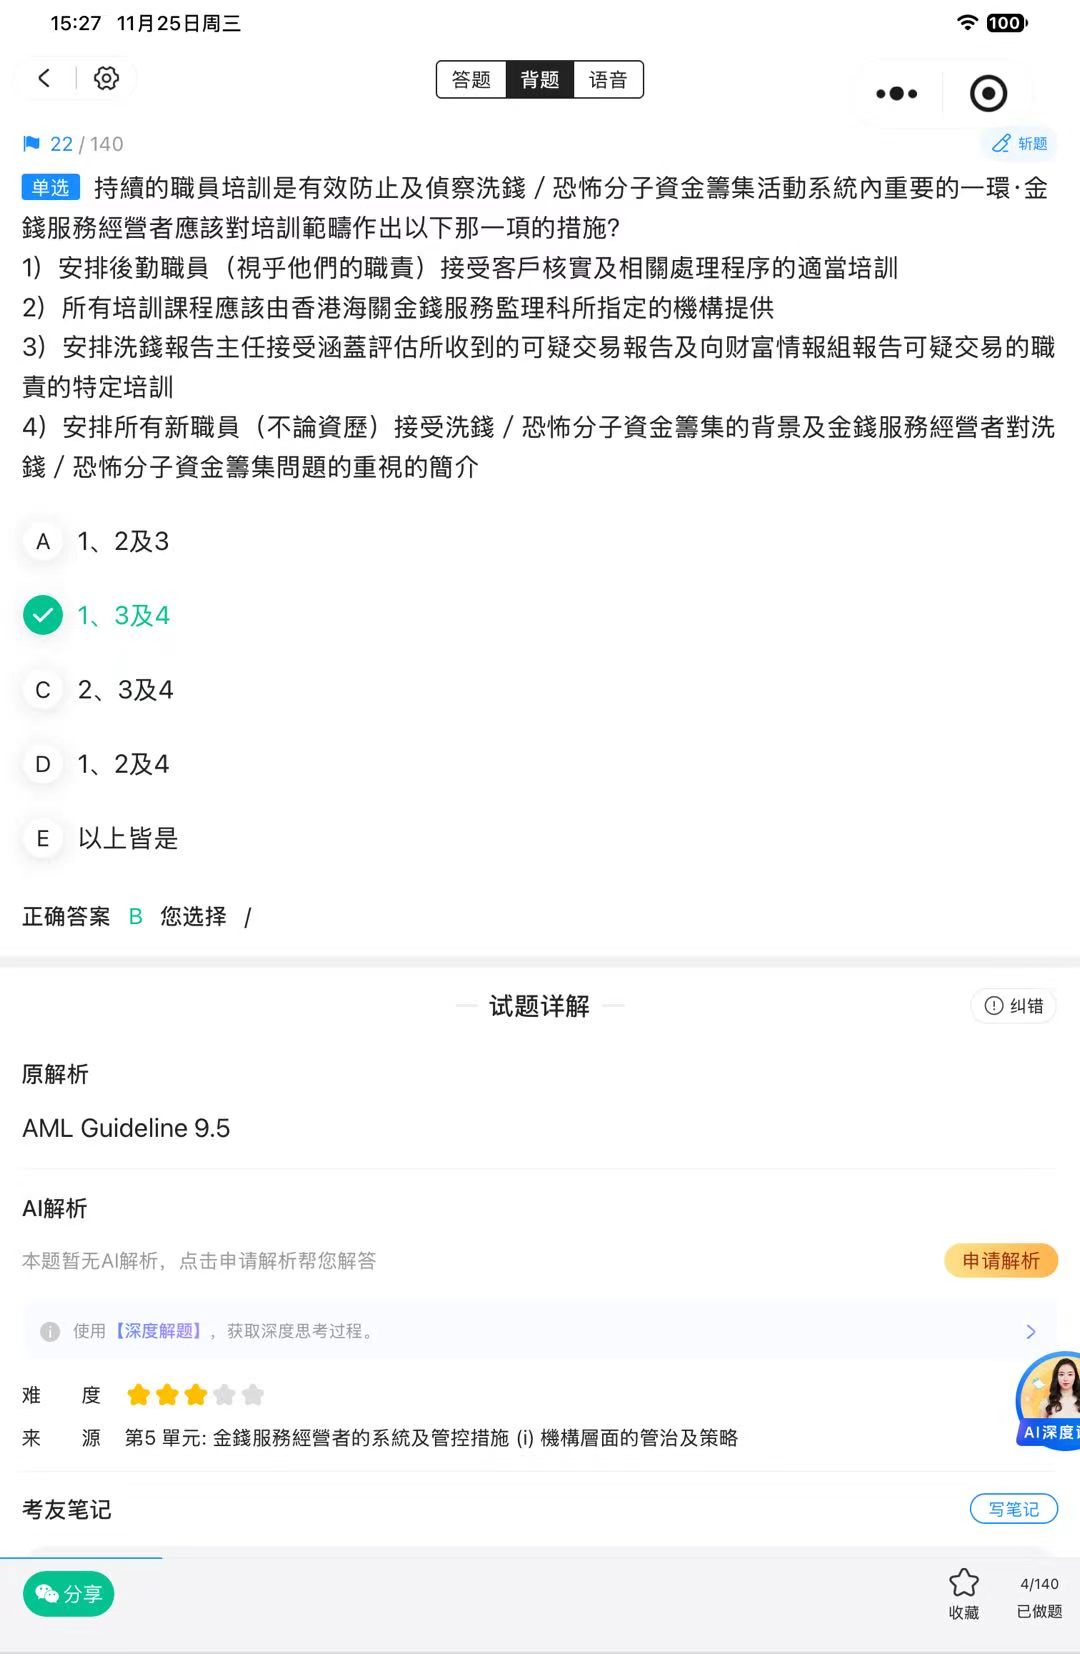 15:27 11月25日周三
100
答题 背题 语音
22 / 140
斩题
单选 持續的職員培訓是有效防止及偵察洗錢 / 恐怖分子資金籌集活動系統內重要的一環·金
錢服務經營者應該對培訓範疇作出以下那一項的措施?
1）安排後勤職員（視乎他們的職責）接受客戶核實及相關處理程序的適當培訓
2）所有培訓課程應該由香港海關金錢服務監理科所指定的機構提供
3）安排洗錢報告主任接受涵蓋評估所收到的可疑交易報告及向财富情報組報告可疑交易的職
責的特定培訓
4）安排所有新職員（不論資歷）接受洗錢 / 恐怖分子資金籌集的背景及金錢服務經營者對洗
錢 / 恐怖分子資金籌集問題的重視的簡介
A 1、2及3
1、3及4
C 2、3及4
D 1、2及4
E 以上皆是
正确答案 B 您选择 /
试题详解
纠错
原解析
AML Guideline 9.5
AI解析
本题暂无AI解析，点击申请解析帮您解答
申请解析
使用【深度解题】，获取深度思考过程。
难 度
AI深度
来 源 第5 單元: 金錢服務經營者的系統及管控措施 (i) 機構層面的管治及策略
考友笔记
写笔记
分享
收藏
4/140
已做题